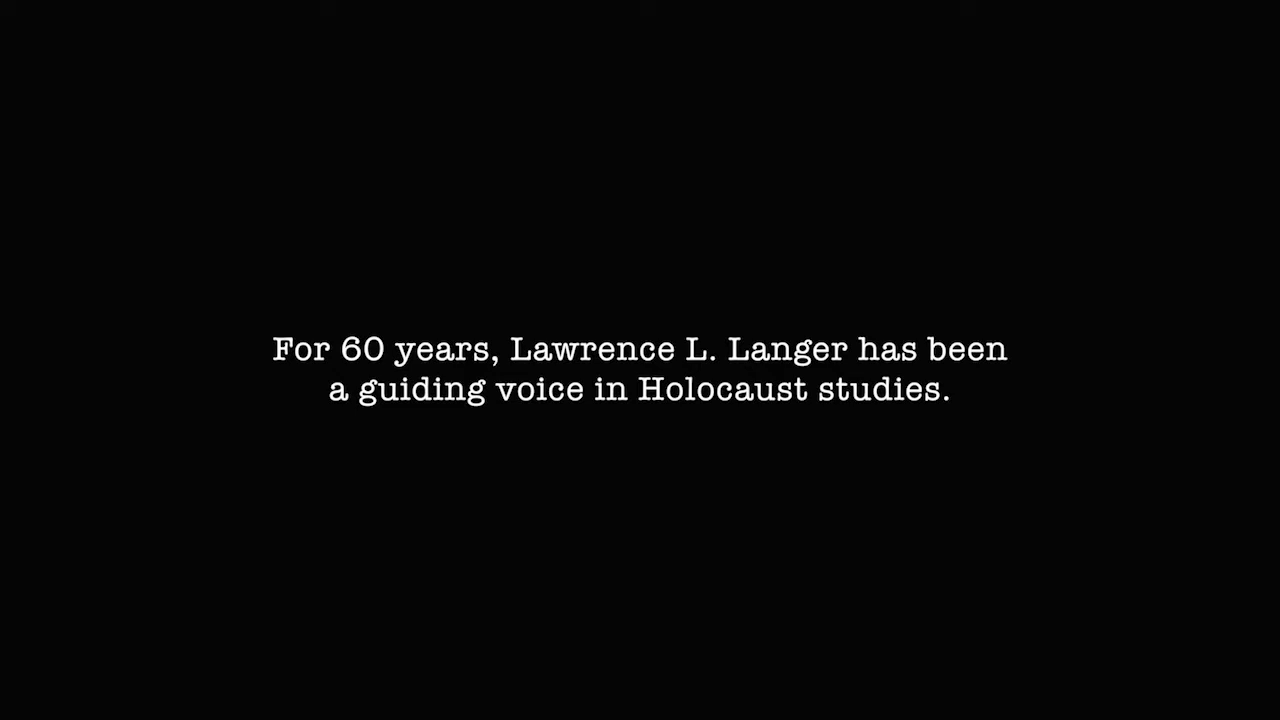 For 60 years, Lawrence L. Langer has been
a guiding voice in Holocaust studies.